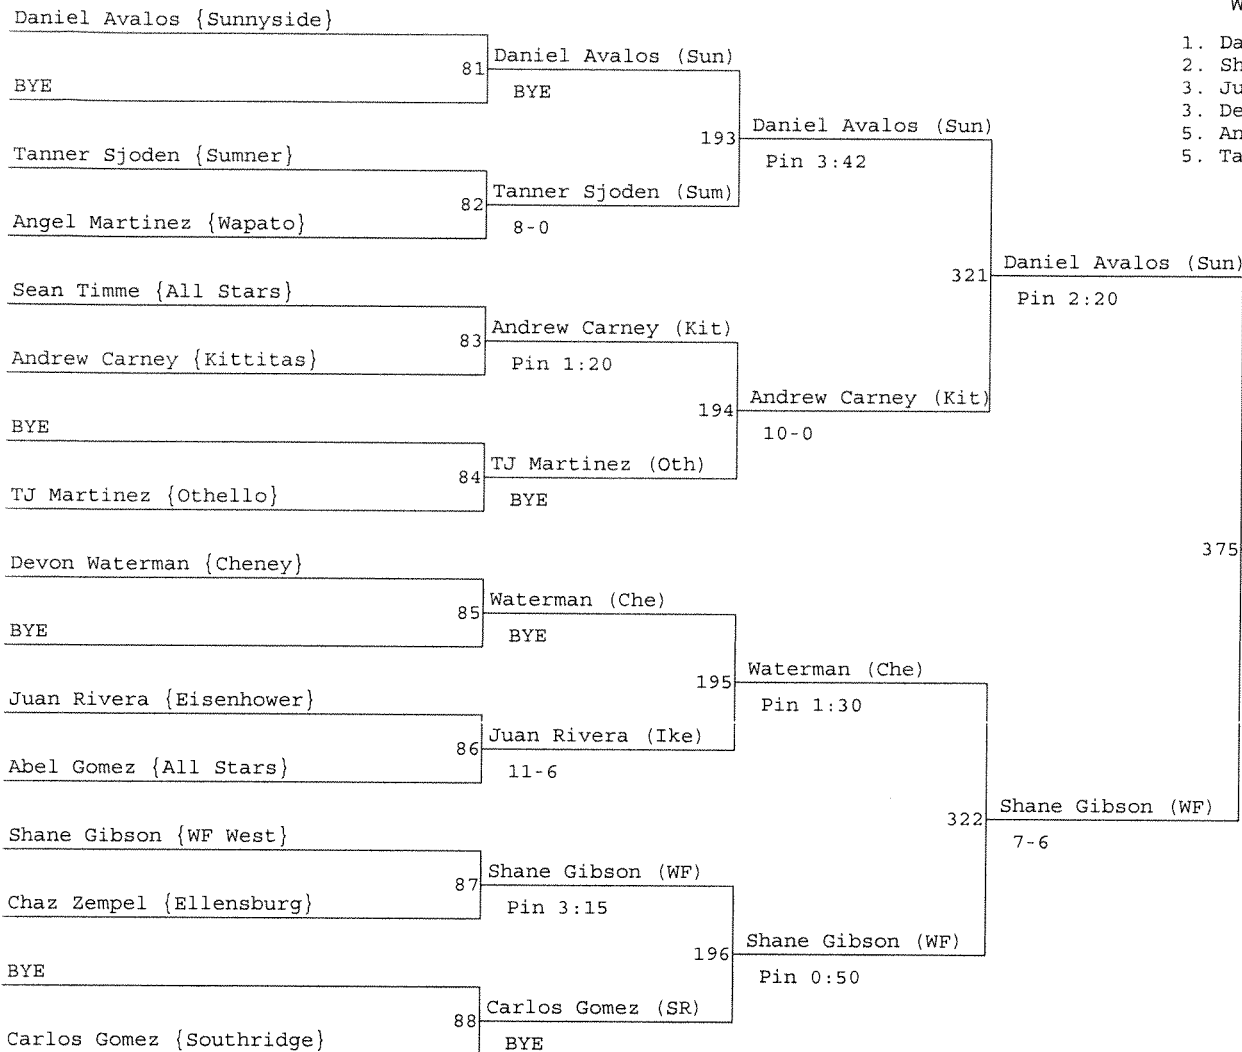 W
1. Da
2. Sh
3. Ju
3. De
5. An
5. Ta
Daniel Avalos {Sunnyside}
81
Daniel Avalos (Sun)
BYE
BYE
193
Daniel Avalos (Sun)
Pin 3:42
Tanner Sjoden {Sumner}
82
Tanner Sjoden (Sum)
8-0
Angel Martinez {Wapato}
321
Daniel Avalos (Sun)
Pin 2:20
Sean Timme {All Stars}
83
Andrew Carney (Kit)
Pin 1:20
Andrew Carney {Kittitas}
194
Andrew Carney (Kit)
10-0
BYE
84
TJ Martinez (Oth)
BYE
TJ Martinez {Othello}
375
Devon Waterman {Cheney}
85
Waterman (Che)
BYE
BYE
195
Waterman (Che)
Pin 1:30
Juan Rivera {Eisenhower}
86
Juan Rivera (Ike)
11-6
Abel Gomez {All Stars}
322
Shane Gibson (WF)
7-6
Shane Gibson {WF West}
87
Shane Gibson (WF)
Pin 3:15
Chaz Zempel {Ellensburg}
196
Shane Gibson (WF)
Pin 0:50
BYE
88
Carlos Gomez (SR)
BYE
Carlos Gomez {Southridge}